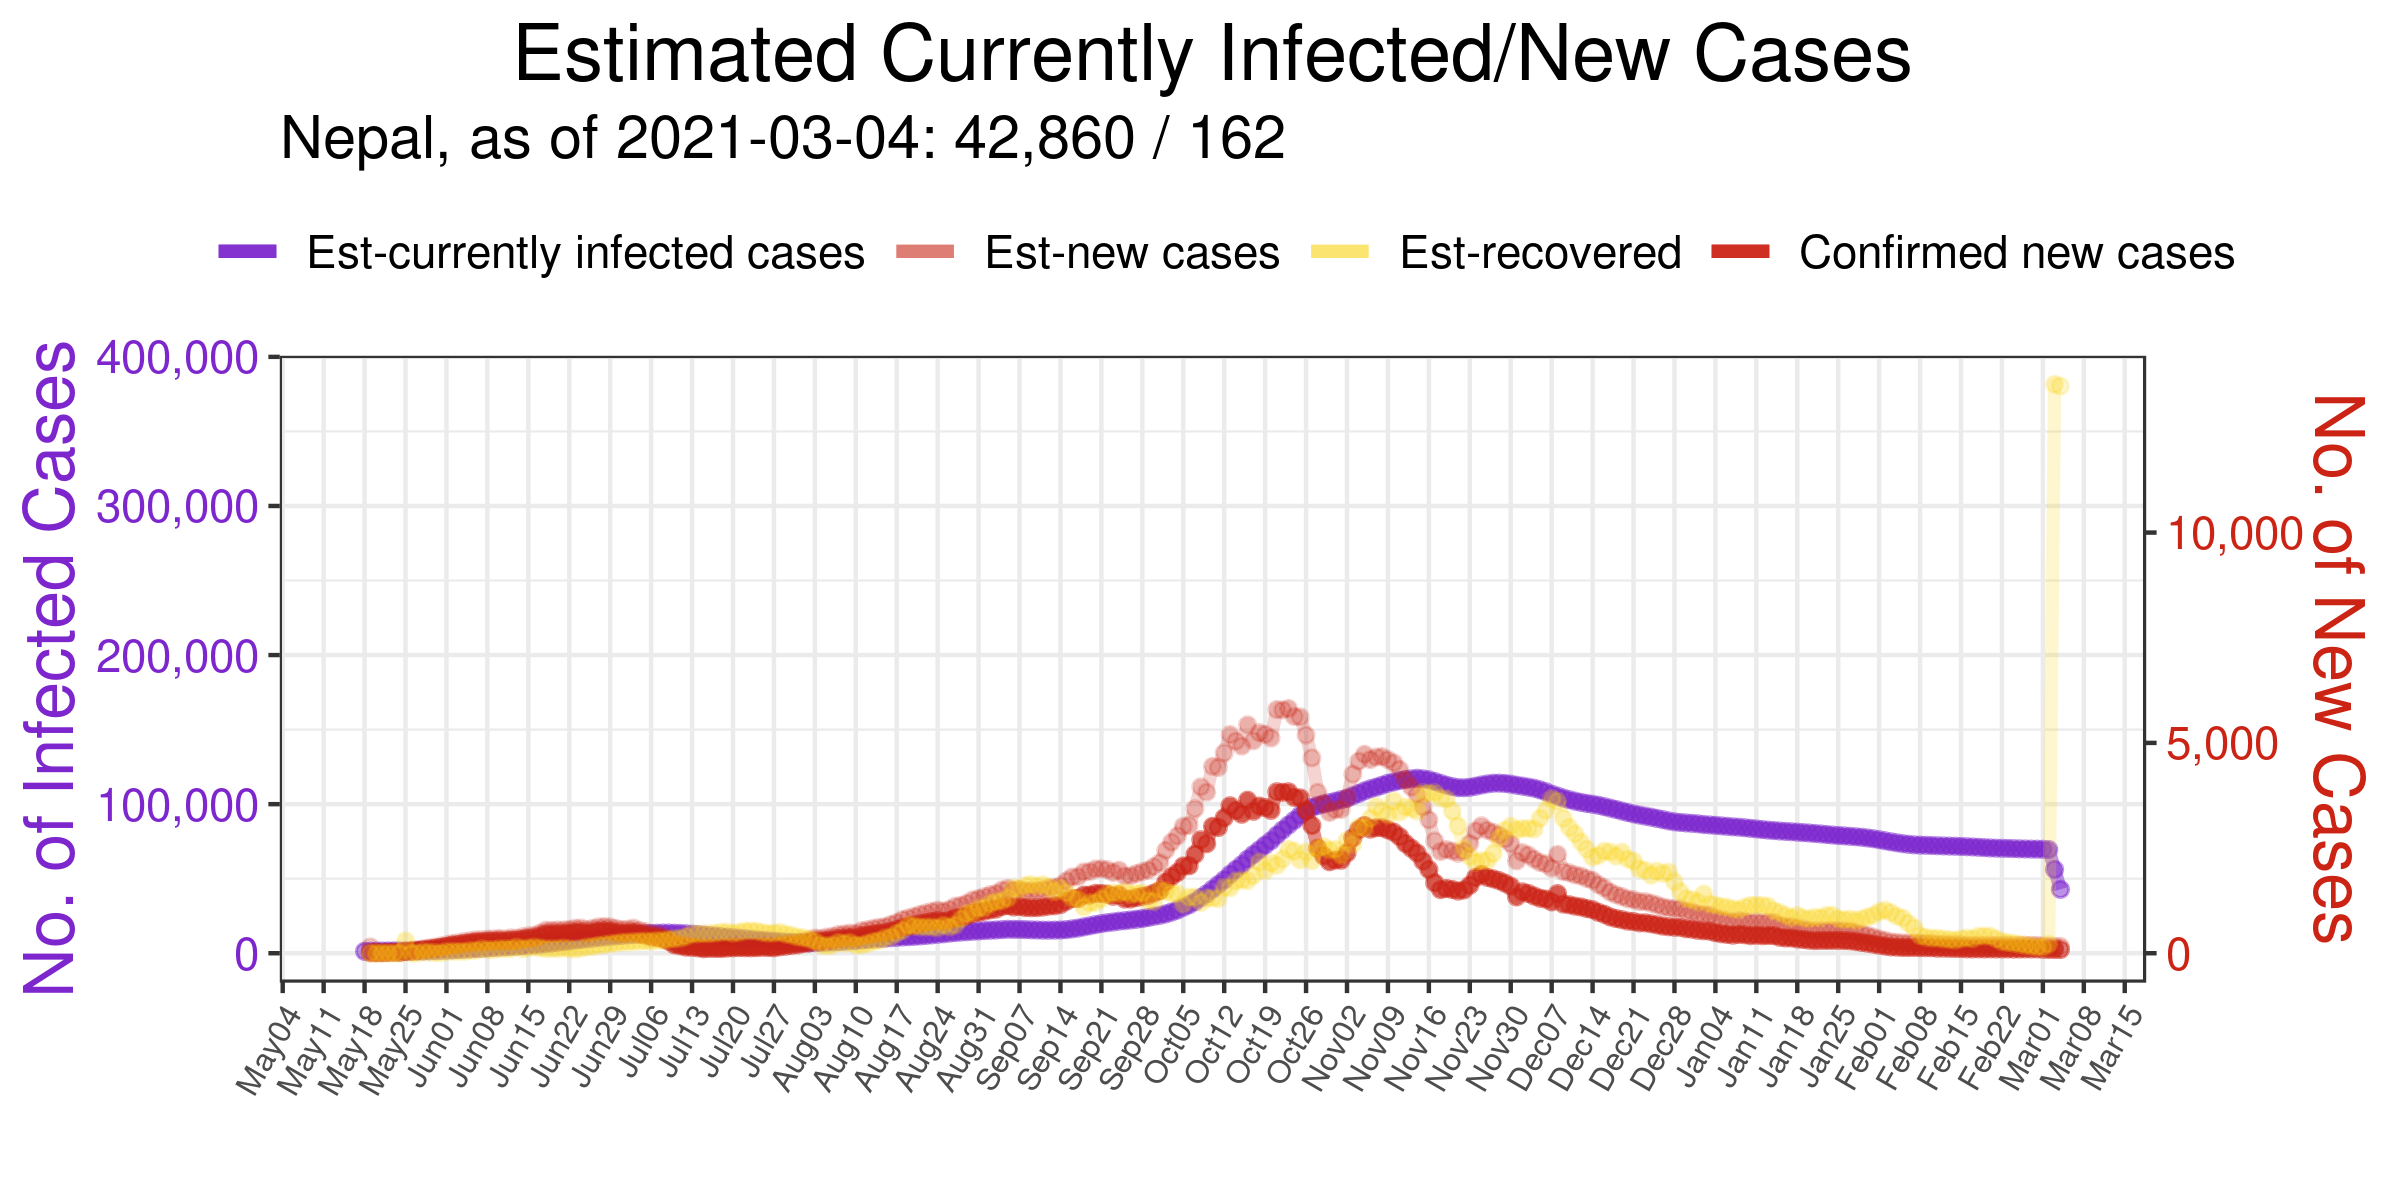 Estimated Currently Infected/New Cases
Nepal, as of 2021-03-04: 42,860 / 162
Est-currently infected cases Est-new cases Est-recovered Confirmed new cases
No. of Infected Cases
400,000
300,000
200,000
100,000
0
10,000
5,000
0
No. of New Cases
May04 May11 May18 May25 Jun01 Jun08 Jun15 Jun22 Jun29 Jul06 Jul13 Jul20 Jul27 Aug03 Aug10 Aug17 Aug24 Aug31 Sep07 Sep14 Sep21 Sep28 Oct05 Oct12 Oct19 Oct26 Nov02 Nov09 Nov16 Nov23 Nov30 Dec07 Dec14 Dec21 Dec28 Jan04 Jan11 Jan18 Jan25 Feb01 Feb08 Feb15 Feb22 Mar01 Mar08 Mar15